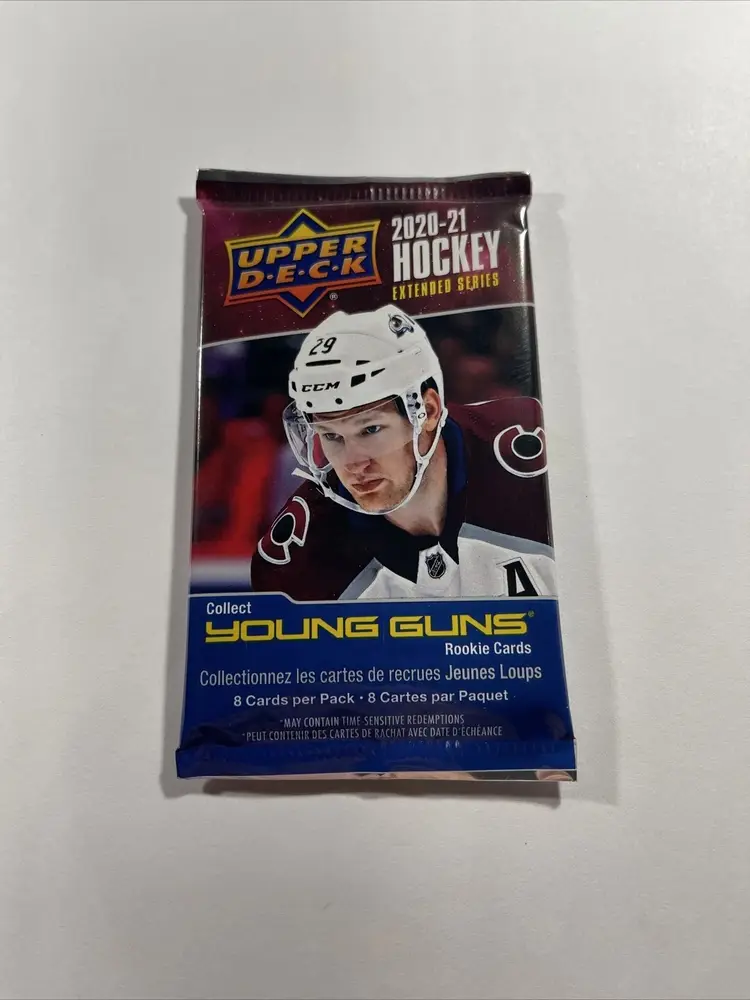 UPPER
D·E·C·K
®
2020-21
HOCKEY
EXTENDED SERIES
29
CCM
A
Collect
YOUNG GUNS®
Rookie Cards
Collectionnez les cartes de recrues Jeunes Loups
8 Cards per Pack · 8 Cartes par Paquet
*MAY CONTAIN TIME-SENSITIVE REDEMPTIONS
*PEUT CONTENIR DES CARTES DE RACHAT AVEC DATE D'ÉCHÉANCE